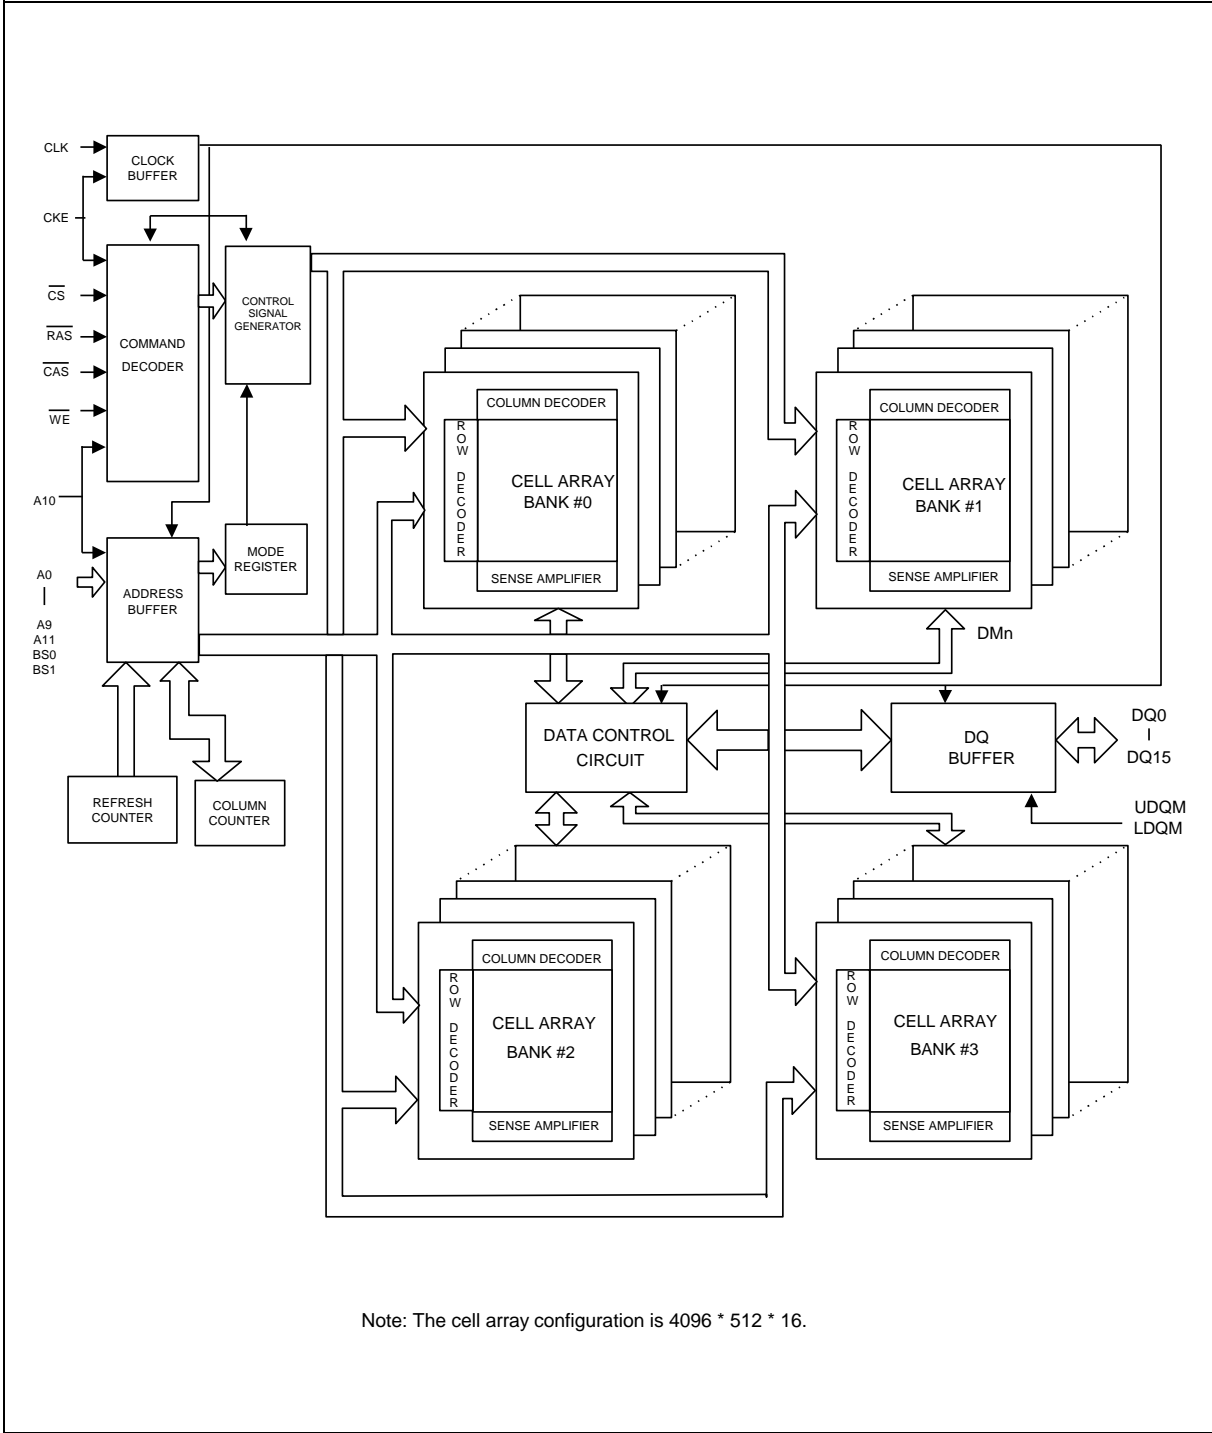 CLK
CLOCK
BUFFER
CKE
CS
RAS
CAS
WE
A10
COMMAND
DECODER
CONTROL
SIGNAL
GENERATOR
A0
|
A9
A11
BS0
BS1
ADDRESS
BUFFER
MODE
REGISTER
REFRESH
COUNTER
COLUMN
COUNTER
COLUMN DECODER
ROW DECODER
CELL ARRAY
BANK #0
SENSE AMPLIFIER
COLUMN DECODER
ROW DECODER
CELL ARRAY
BANK #1
SENSE AMPLIFIER
DMn
DATA CONTROL
CIRCUIT
DQ
BUFFER
DQ0
|
DQ15
UDQM
LDQM
COLUMN DECODER
ROW DECODER
CELL ARRAY
BANK #2
SENSE AMPLIFIER
COLUMN DECODER
ROW DECODER
CELL ARRAY
BANK #3
SENSE AMPLIFIER
Note: The cell array configuration is 4096 * 512 * 16.